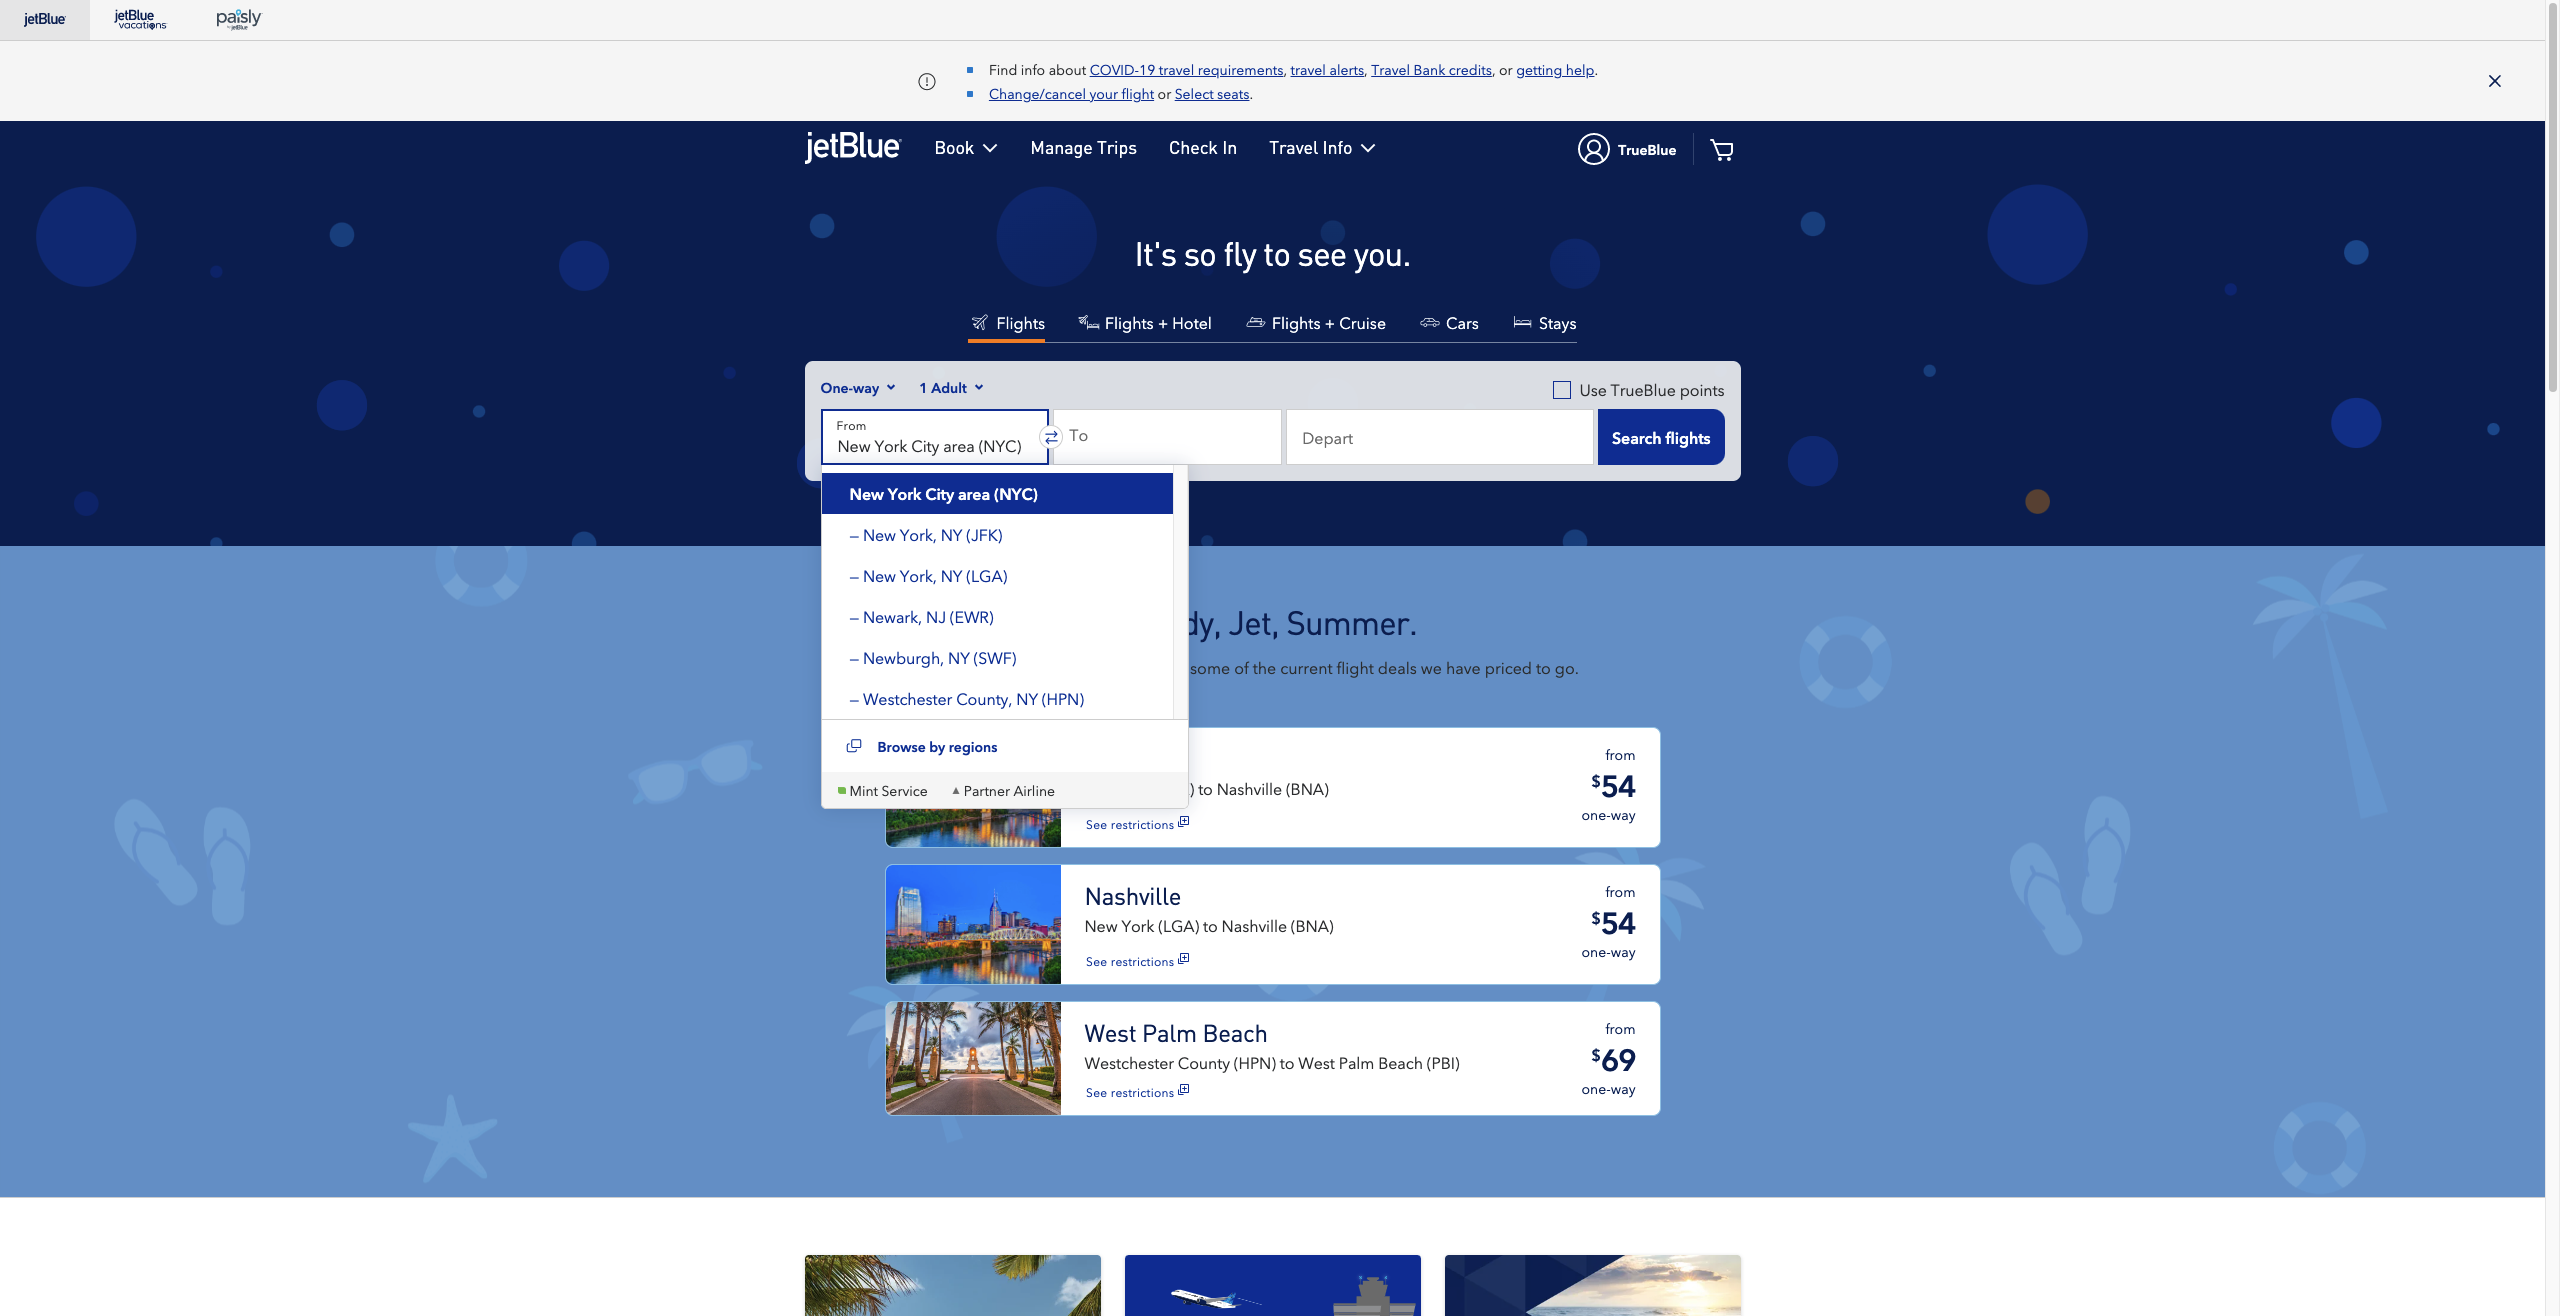 jetBlue
jetBlue vacations
paisly by jetBlue
Find info about COVID-19 travel requirements, travel alerts, Travel Bank credits, or getting help.
Change/cancel your flight or Select seats.
jetBlue
Book
Manage Trips
Check In
Travel Info
TrueBlue
It's so fly to see you.
Flights
Flights + Hotel
Flights + Cruise
Cars
Stays
One-way
1 Adult
Use TrueBlue points
From
New York City area (NYC)
To
Depart
Search flights
New York City area (NYC)
– New York, NY (JFK)
– New York, NY (LGA)
– Newark, NJ (EWR)
– Newburgh, NY (SWF)
– Westchester County, NY (HPN)
Browse by regions
Mint Service
Partner Airline
dy, Jet, Summer.
some of the current flight deals we have priced to go.
) to Nashville (BNA)
See restrictions
from
$54
one-way
Nashville
New York (LGA) to Nashville (BNA)
See restrictions
from
$54
one-way
West Palm Beach
Westchester County (HPN) to West Palm Beach (PBI)
See restrictions
from
$69
one-way